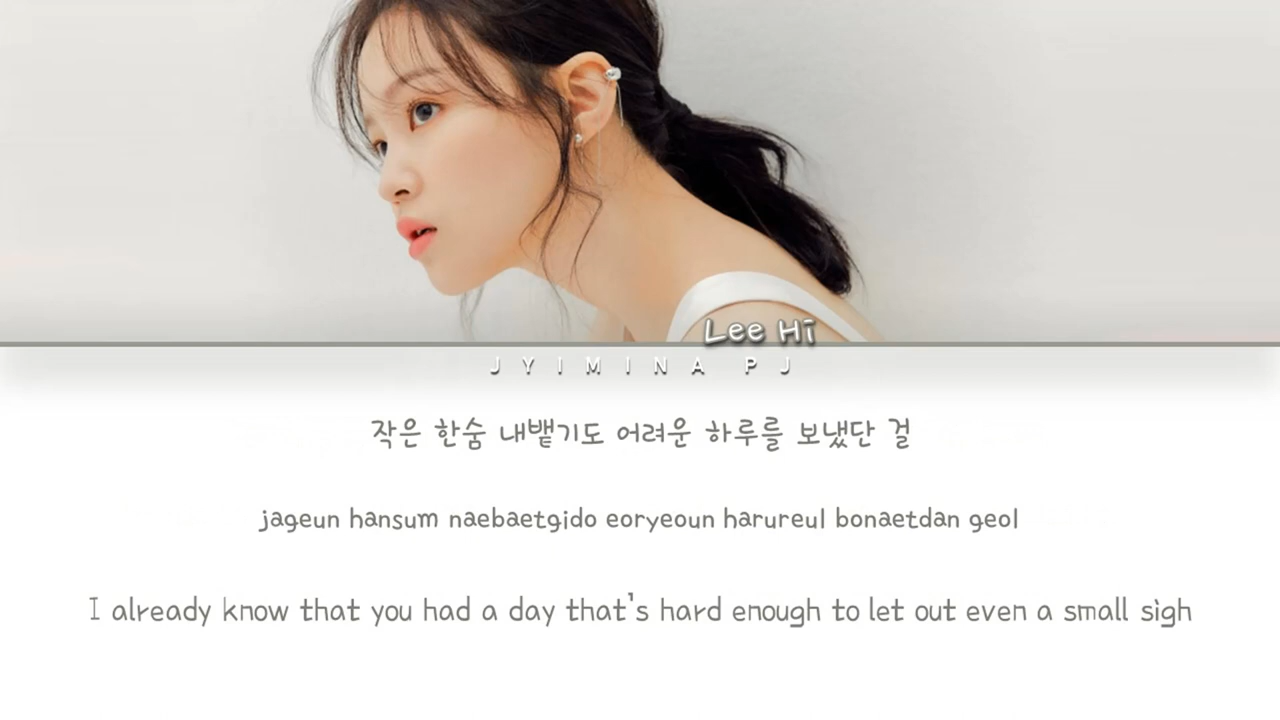 Lee Hi
JYIMINA PJ
작은 한숨 내뱉기도 어려운 하루를 보냈단 걸
jageun hansum naebaetgido eoryeoun harureul bonaetdan geol
I already know that you had a day that's hard enough to let out even a small sigh